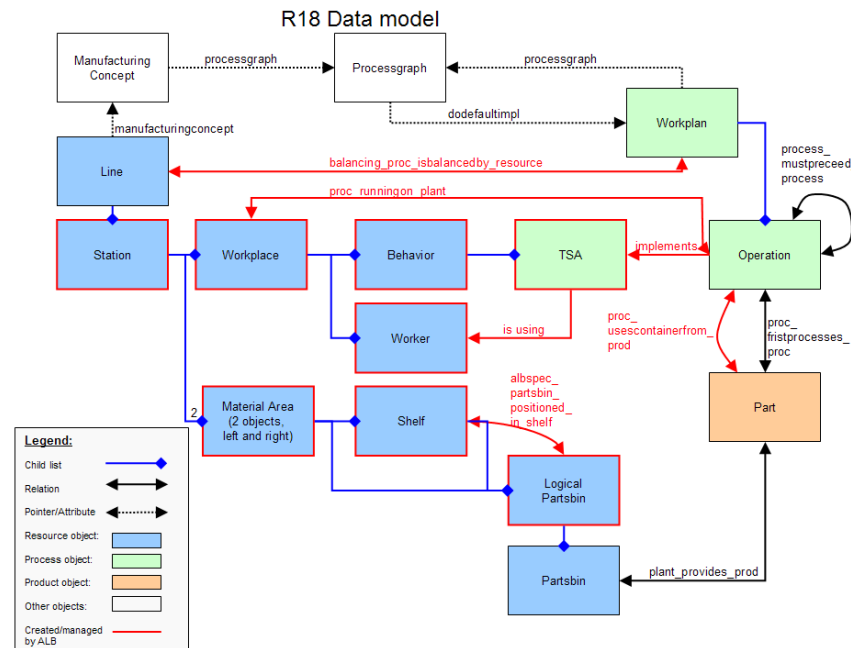 R18 Data model
Manufacturing
Concept
processgraph
Processgraph
processgraph
dodefaultimpl
Workplan
manufacturingconcept
Line
balancing_proc_isbalancedby_resource
process_
mustpreceed
process
proc_runningon_plant
Station
Workplace
Behavior
TSA
implements
Operation
Worker
is using
proc_
usescontainerfrom_
prod
proc_
fristprocesses_
proc
albspec_
partsbin_
positioned_
in_shelf
2
Material Area
(2 objects,
left and right)
Shelf
Part
Logical
Partsbin
Partsbin
plant_provides_prod
Legend:
Child list
Relation
Pointer/Attribute
Resource object:
Process object:
Product object:
Other objects:
Created/managed
by ALB